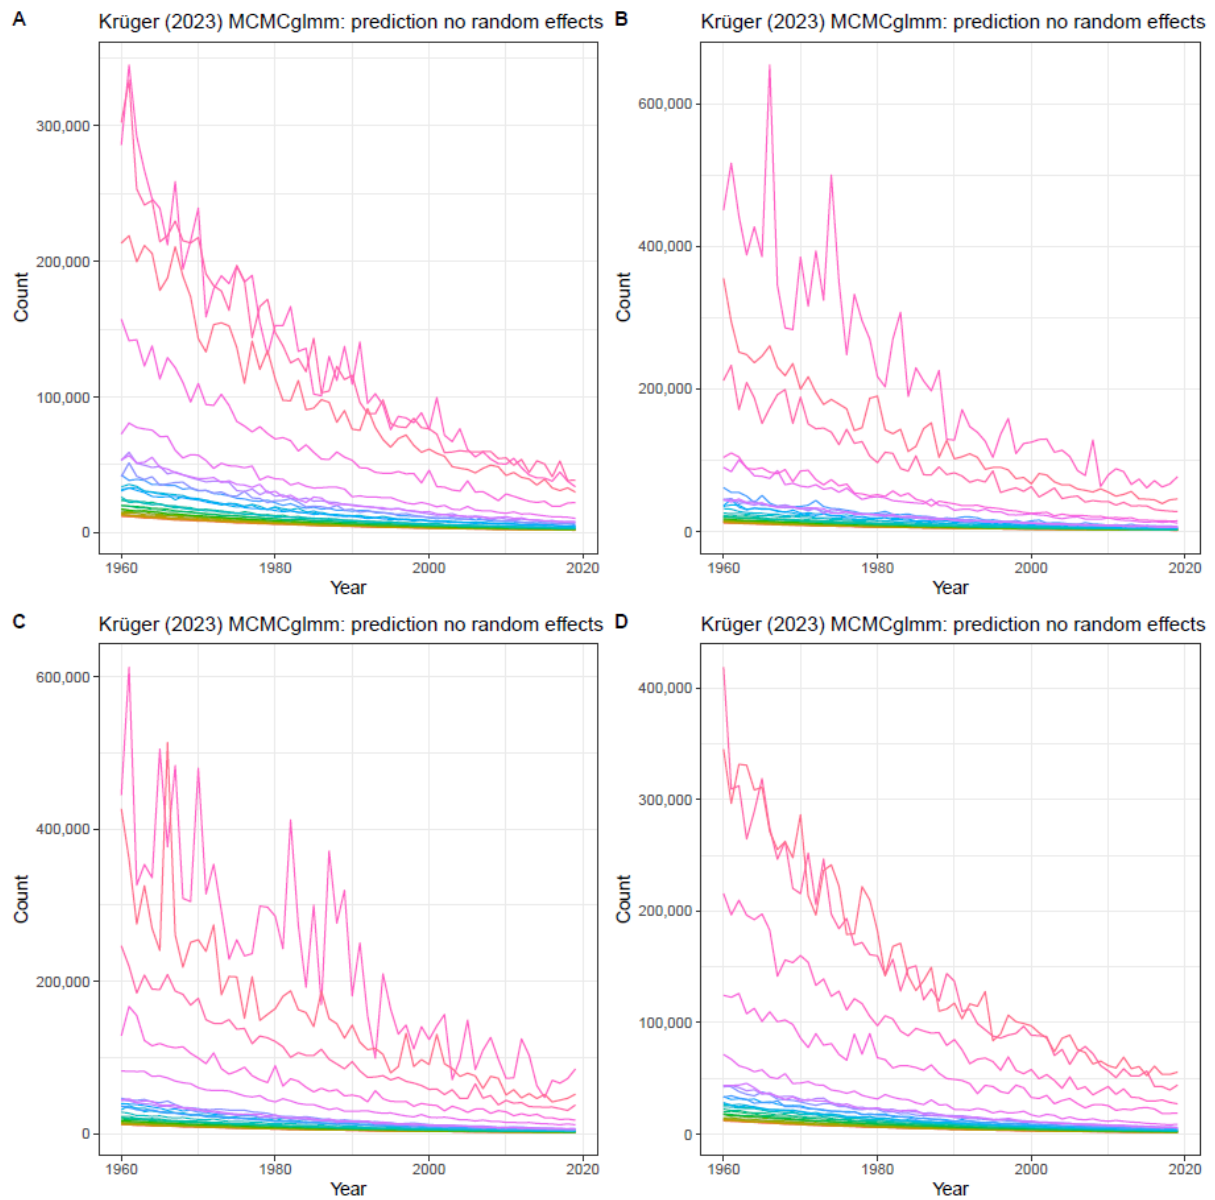 A Krüger (2023) MCMCglmm: prediction no random effects
300,000
200,000
100,000
0
Count
1960 1980 2000 2020
Year
B Krüger (2023) MCMCglmm: prediction no random effects
600,000
400,000
200,000
0
Count
1960 1980 2000 2020
Year
C Krüger (2023) MCMCglmm: prediction no random effects
600,000
400,000
200,000
0
Count
1960 1980 2000 2020
Year
D Krüger (2023) MCMCglmm: prediction no random effects
400,000
300,000
200,000
100,000
0
Count
1960 1980 2000 2020
Year